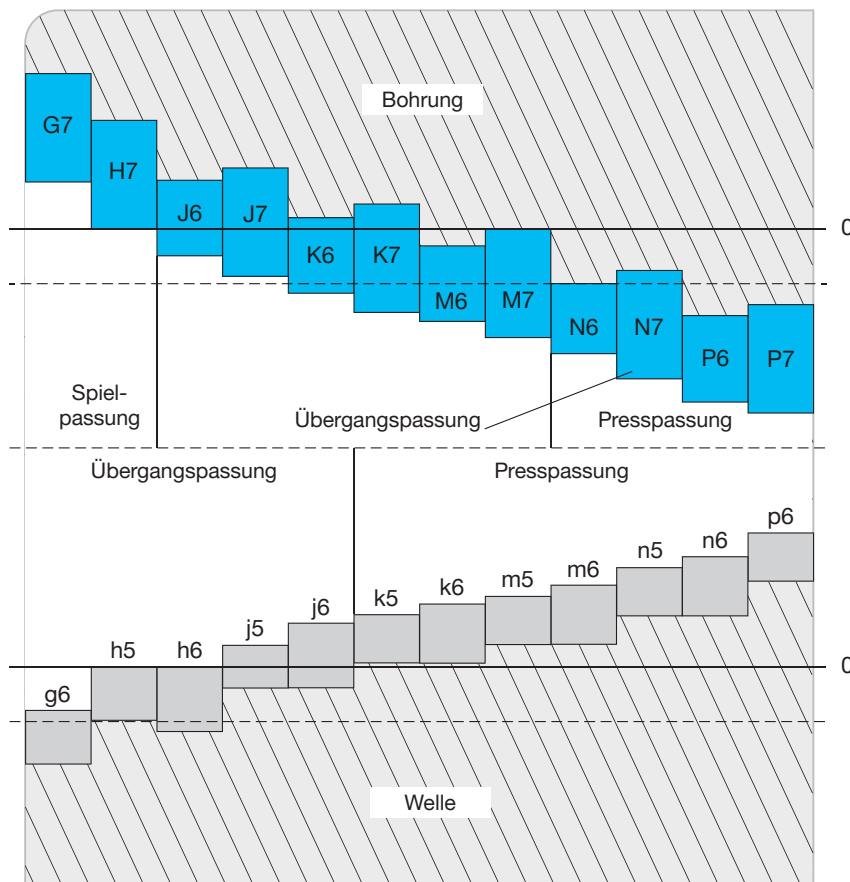 Bohrung
G7
H7
J6
J7
K6
K7
M6
M7
N6
N7
P6
P7
0
Spiel-
passung
Übergangspassung
Presspassung
Übergangspassung
Presspassung
g6
h5
h6
j5
j6
k5
k6
m5
m6
n5
n6
p6
0
Welle